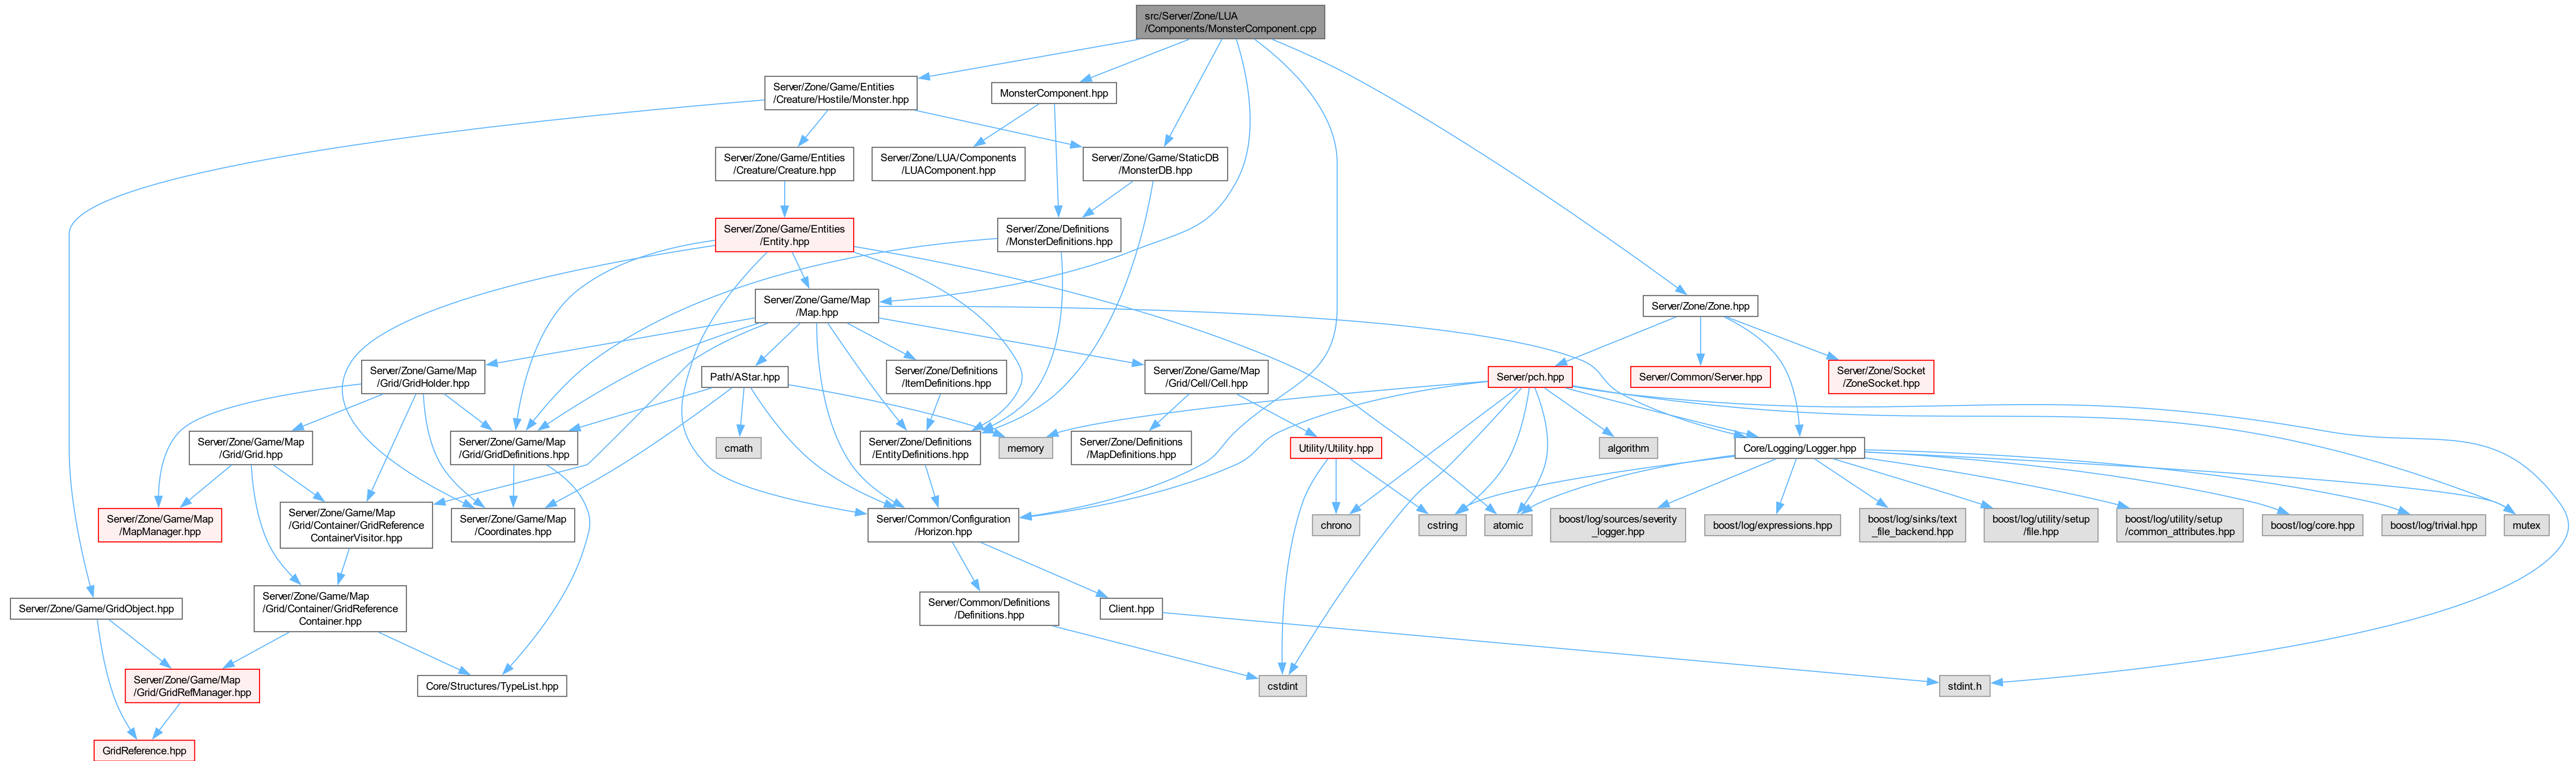 src/Server/Zone/LUA
/Components/MonsterComponent.cpp
Server/Zone/Game/Entities
/Creature/Hostile/Monster.hpp
MonsterComponent.hpp
Server/Zone/Game/Entities
/Creature/Creature.hpp
Server/Zone/LUA/Components
/LUAComponent.hpp
Server/Zone/Game/StaticDB
/MonsterDB.hpp
Server/Zone/Game/Entities
/Entity.hpp
Server/Zone/Definitions
/MonsterDefinitions.hpp
Server/Zone/Game/Map
/Map.hpp
Server/Zone/Zone.hpp
Server/Zone/Game/Map
/Grid/GridHolder.hpp
Path/AStar.hpp
Server/Zone/Definitions
/ItemDefinitions.hpp
Server/Zone/Game/Map
/Grid/Cell/Cell.hpp
Server/pch.hpp
Server/Common/Server.hpp
Server/Zone/Socket
/ZoneSocket.hpp
Server/Zone/Game/Map
/Grid/Grid.hpp
Server/Zone/Game/Map
/Grid/GridDefinitions.hpp
cmath
Server/Zone/Definitions
/EntityDefinitions.hpp
memory
Server/Zone/Definitions
/MapDefinitions.hpp
Utility/Utility.hpp
algorithm
Core/Logging/Logger.hpp
Server/Zone/Game/Map
/MapManager.hpp
Server/Zone/Game/Map
/Grid/Container/GridReference
ContainerVisitor.hpp
Server/Zone/Game/Map
/Coordinates.hpp
Server/Common/Configuration
/Horizon.hpp
chrono
cstring
atomic
boost/log/sources/severity
_logger.hpp
boost/log/expressions.hpp
boost/log/sinks/text
_file_backend.hpp
boost/log/utility/setup
/file.hpp
boost/log/utility/setup
/common_attributes.hpp
boost/log/core.hpp
boost/log/trivial.hpp
mutex
Server/Zone/Game/GridObject.hpp
Server/Zone/Game/Map
/Grid/Container/GridReference
Container.hpp
Server/Common/Definitions
/Definitions.hpp
Client.hpp
Server/Zone/Game/Map
/Grid/GridRefManager.hpp
Core/Structures/TypeList.hpp
cstdint
stdint.h
GridReference.hpp